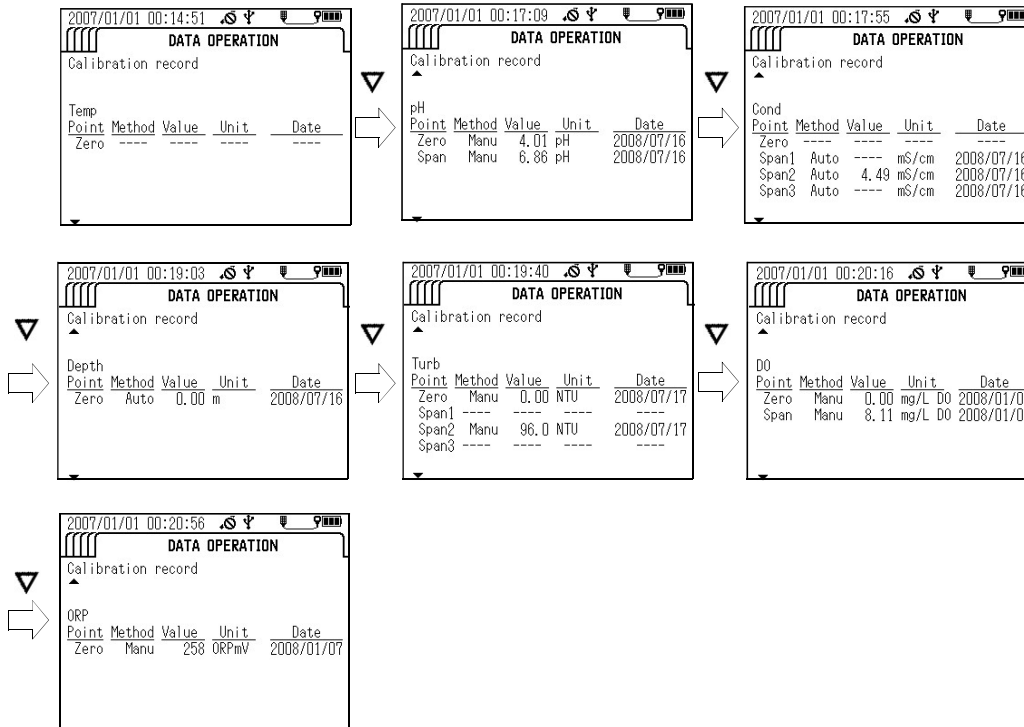 2007/01/01 00:14:51
DATA OPERATION
Calibration record
Temp
Point Method Value Unit Date
Zero ---- ---- ---- ----
2007/01/01 00:17:09
DATA OPERATION
Calibration record
pH
Point Method Value Unit Date
Zero Manu 4.01 pH 2008/07/16
Span Manu 6.86 pH 2008/07/16
2007/01/01 00:17:55
DATA OPERATION
Calibration record
Cond
Point Method Value Unit Date
Zero ---- ---- ---- ----
Span1 Auto ---- mS/cm 2008/07/16
Span2 Auto 4.49 mS/cm 2008/07/16
Span3 Auto ---- mS/cm 2008/07/16
2007/01/01 00:19:03
DATA OPERATION
Calibration record
Depth
Point Method Value Unit Date
Zero Auto 0.00 m 2008/07/16
2007/01/01 00:19:40
DATA OPERATION
Calibration record
Turb
Point Method Value Unit Date
Zero Manu 0.00 NTU 2008/07/17
Span1 ---- ---- ---- ----
Span2 Manu 96.0 NTU 2008/07/17
Span3 ---- ---- ---- ----
2007/01/01 00:20:16
DATA OPERATION
Calibration record
DO
Point Method Value Unit Date
Zero Manu 0.00 mg/L DO
Span Manu 8.11 mg/L DO
2007/01/01 00:20:56
DATA OPERATION
Calibration record
ORP
Point Method Value Unit Date
Zero Manu 258 ORPmV 2008/01/07